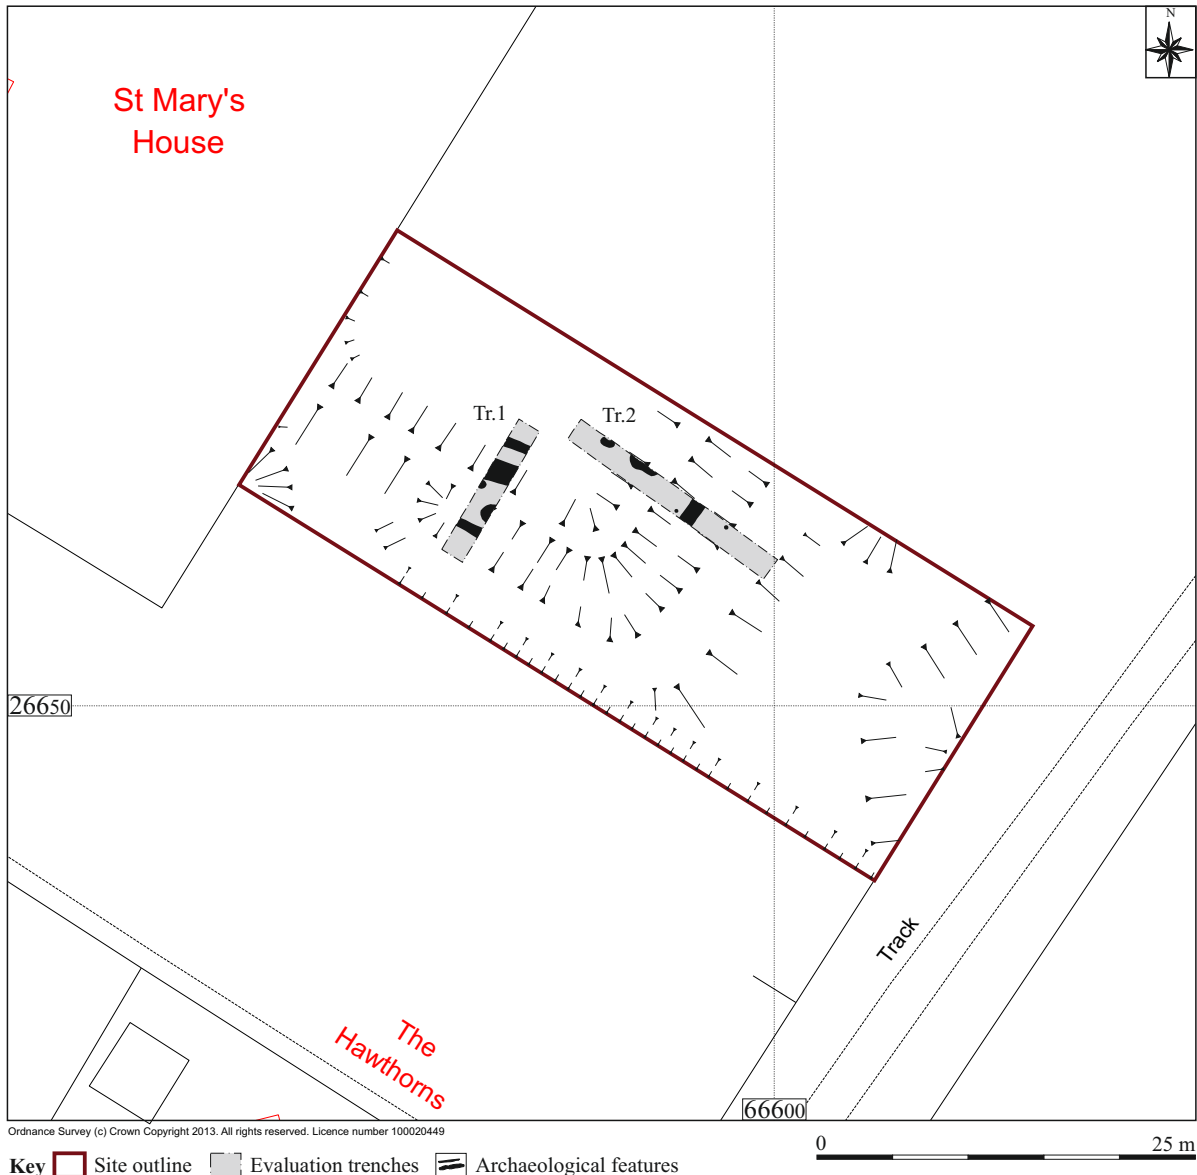 N
St Mary's
House
Tr.1
Tr.2
26650
Track
The
Hawthorns
66600
Ordnance Survey (c) Crown Copyright 2013. All rights reserved. Licence number 100020449
0 25 m
Key Site outline Evaluation trenches Archaeological features